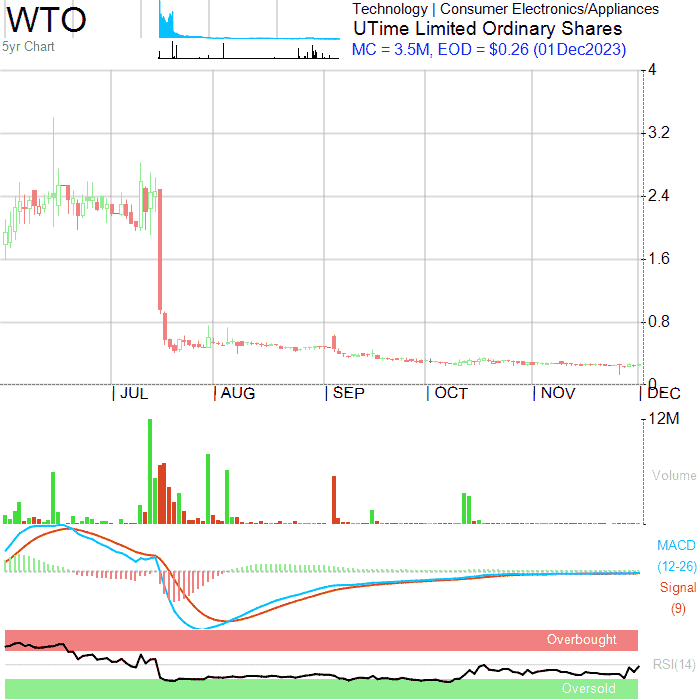 WTO
5yr Chart
Technology | Consumer Electronics/Appliances
UTime Limited Ordinary Shares
MC = 3.5M, EOD = $0.26 (01Dec2023)
4
3.2
2.4
1.6
0.8
0
JUL AUG SEP OCT NOV DEC
12M
Volume
MACD
(12-26)
Signal
(9)
Overbought
RSI(14)
Oversold